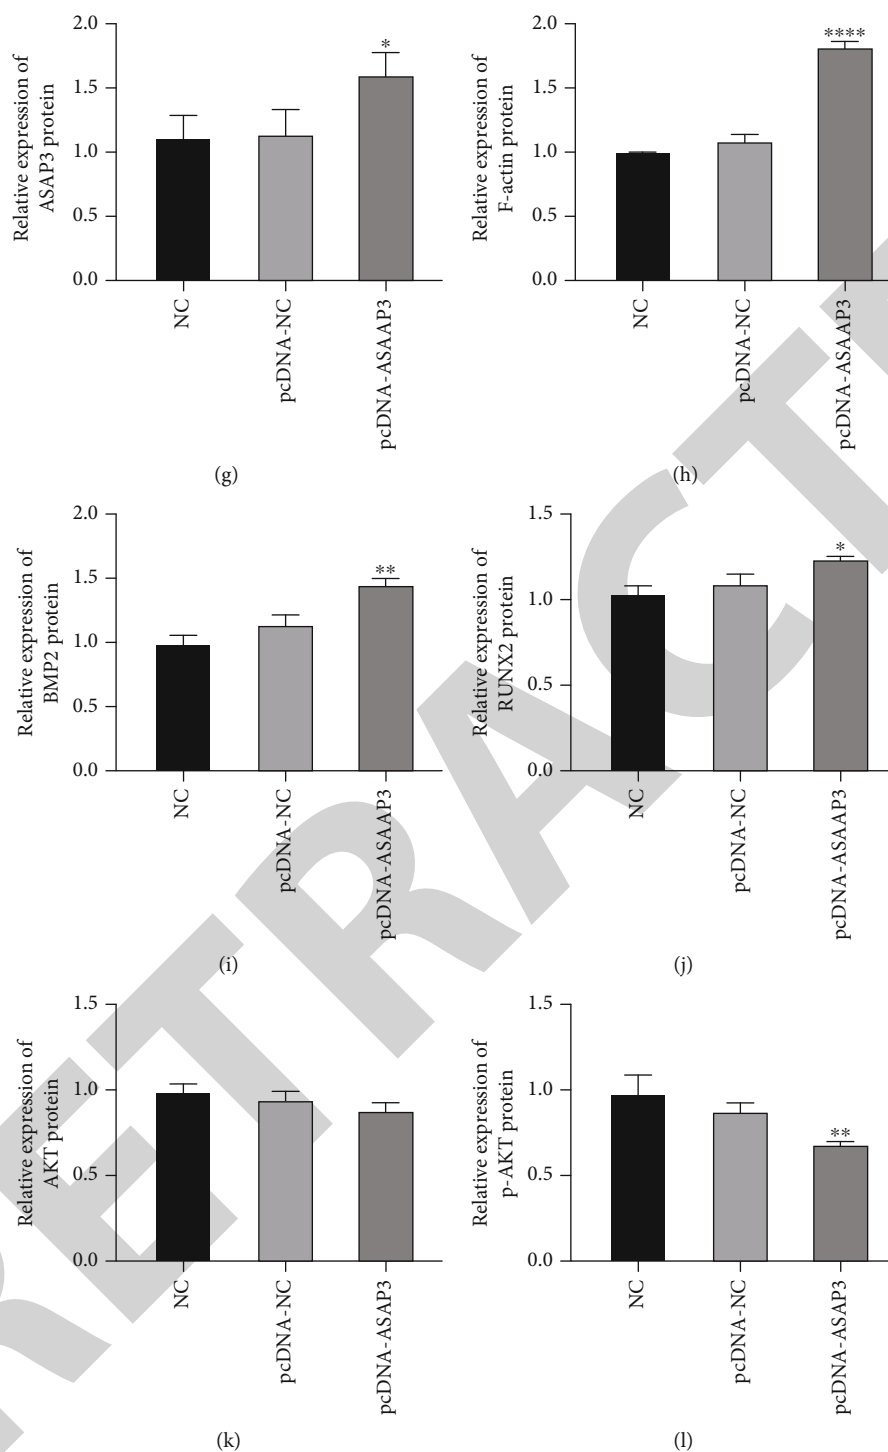 Relative expression of
ASAP3 protein
2.0
1.5
1.0
0.5
0.0
*
NC
pcDNA-NC
pcDNA-ASAAP3
(g)
Relative expression of
F-actin protein
2.0
1.5
1.0
0.5
0.0
****
NC
pcDNA-NC
pcDNA-ASAAP3
(h)
Relative expression of
BMP2 protein
2.0
1.5
1.0
0.5
0.0
**
NC
pcDNA-NC
pcDNA-ASAAP3
(i)
Relative expression of
RUNX2 protein
1.5
1.0
0.5
0.0
*
NC
pcDNA-NC
pcDNA-ASAAP3
(j)
Relative expression of
AKT protein
1.5
1.0
0.5
0.0
NC
pcDNA-NC
pcDNA-ASAP3
(k)
Relative expression of
p-AKT protein
1.5
1.0
0.5
0.0
**
NC
pcDNA-NC
pcDNA-ASAP3
(l)
RETRACT